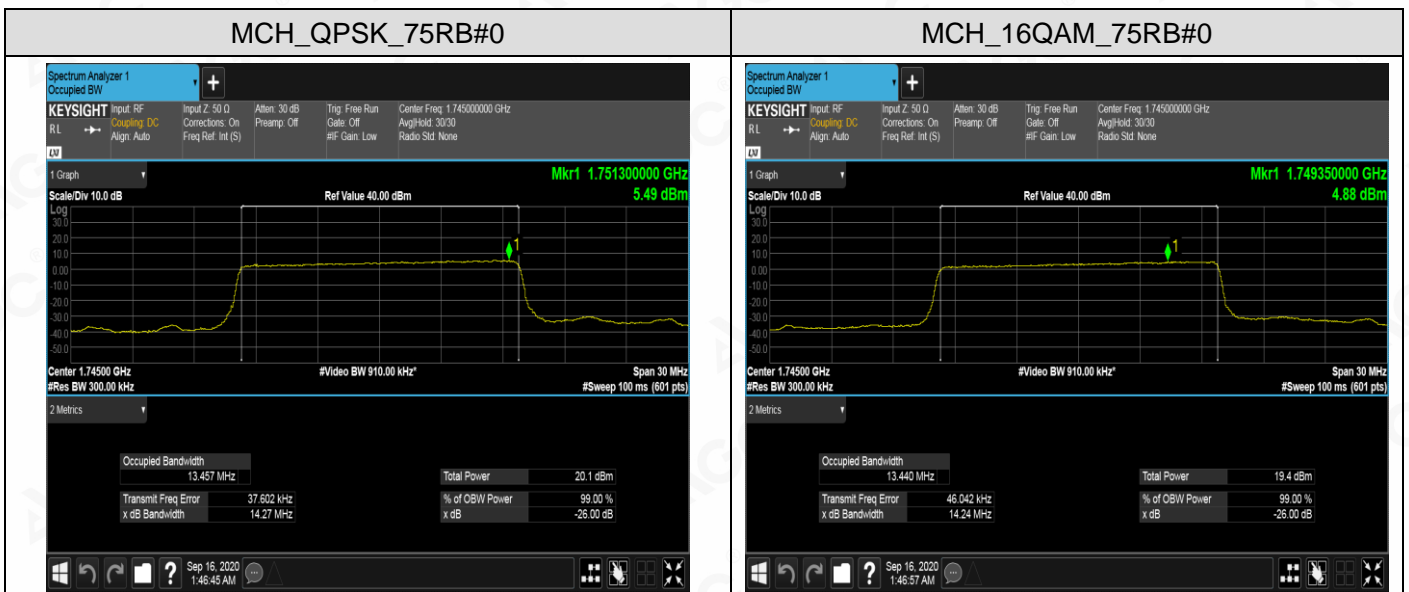 MCH_QPSK_75RB#0
Spectrum Analyzer 1
Occupied BW
+
KEYSIGHT Input: RF Input Z: 50 Ω Atten: 30 dB Trig: Free Run Center Freq: 1.745000000 GHz
RL Coupling: DC Corrections: On Preamp: Off Gate: Off Avg|Hold: 30/30
Align: Auto Freq Ref: Int (S) #IF Gain: Low Radio Std: None
LXI
1 Graph Mkr1 1.751300000 GHz
Scale/Div 10.0 dB Ref Value 40.00 dBm 5.49 dBm
Log
30.0
20.0
1
10.0
0.00
-10.0
-20.0
-30.0
-40.0
-50.0
Center 1.74500 GHz #Video BW 910.00 kHz* Span 30 MHz
#Res BW 300.00 kHz #Sweep 100 ms (601 pts)
2 Metrics
Occupied Bandwidth
13.457 MHz Total Power 20.1 dBm
Transmit Freq Error 37.602 kHz % of OBW Power 99.00 %
x dB Bandwidth 14.27 MHz x dB -26.00 dB
? Sep 16, 2020
1:46:45 AM
MCH_16QAM_75RB#0
Spectrum Analyzer 1
Occupied BW
+
KEYSIGHT Input: RF Input Z: 50 Ω Atten: 30 dB Trig: Free Run Center Freq: 1.745000000 GHz
RL Coupling: DC Corrections: On Preamp: Off Gate: Off Avg|Hold: 30/30
Align: Auto Freq Ref: Int (S) #IF Gain: Low Radio Std: None
LXI
1 Graph Mkr1 1.749350000 GHz
Scale/Div 10.0 dB Ref Value 40.00 dBm 4.88 dBm
Log
30.0
20.0
1
10.0
0.00
-10.0
-20.0
-30.0
-40.0
-50.0
Center 1.74500 GHz #Video BW 910.00 kHz* Span 30 MHz
#Res BW 300.00 kHz #Sweep 100 ms (601 pts)
2 Metrics
Occupied Bandwidth
13.440 MHz Total Power 19.4 dBm
Transmit Freq Error 46.042 kHz % of OBW Power 99.00 %
x dB Bandwidth 14.24 MHz x dB -26.00 dB
? Sep 16, 2020
1:46:57 AM